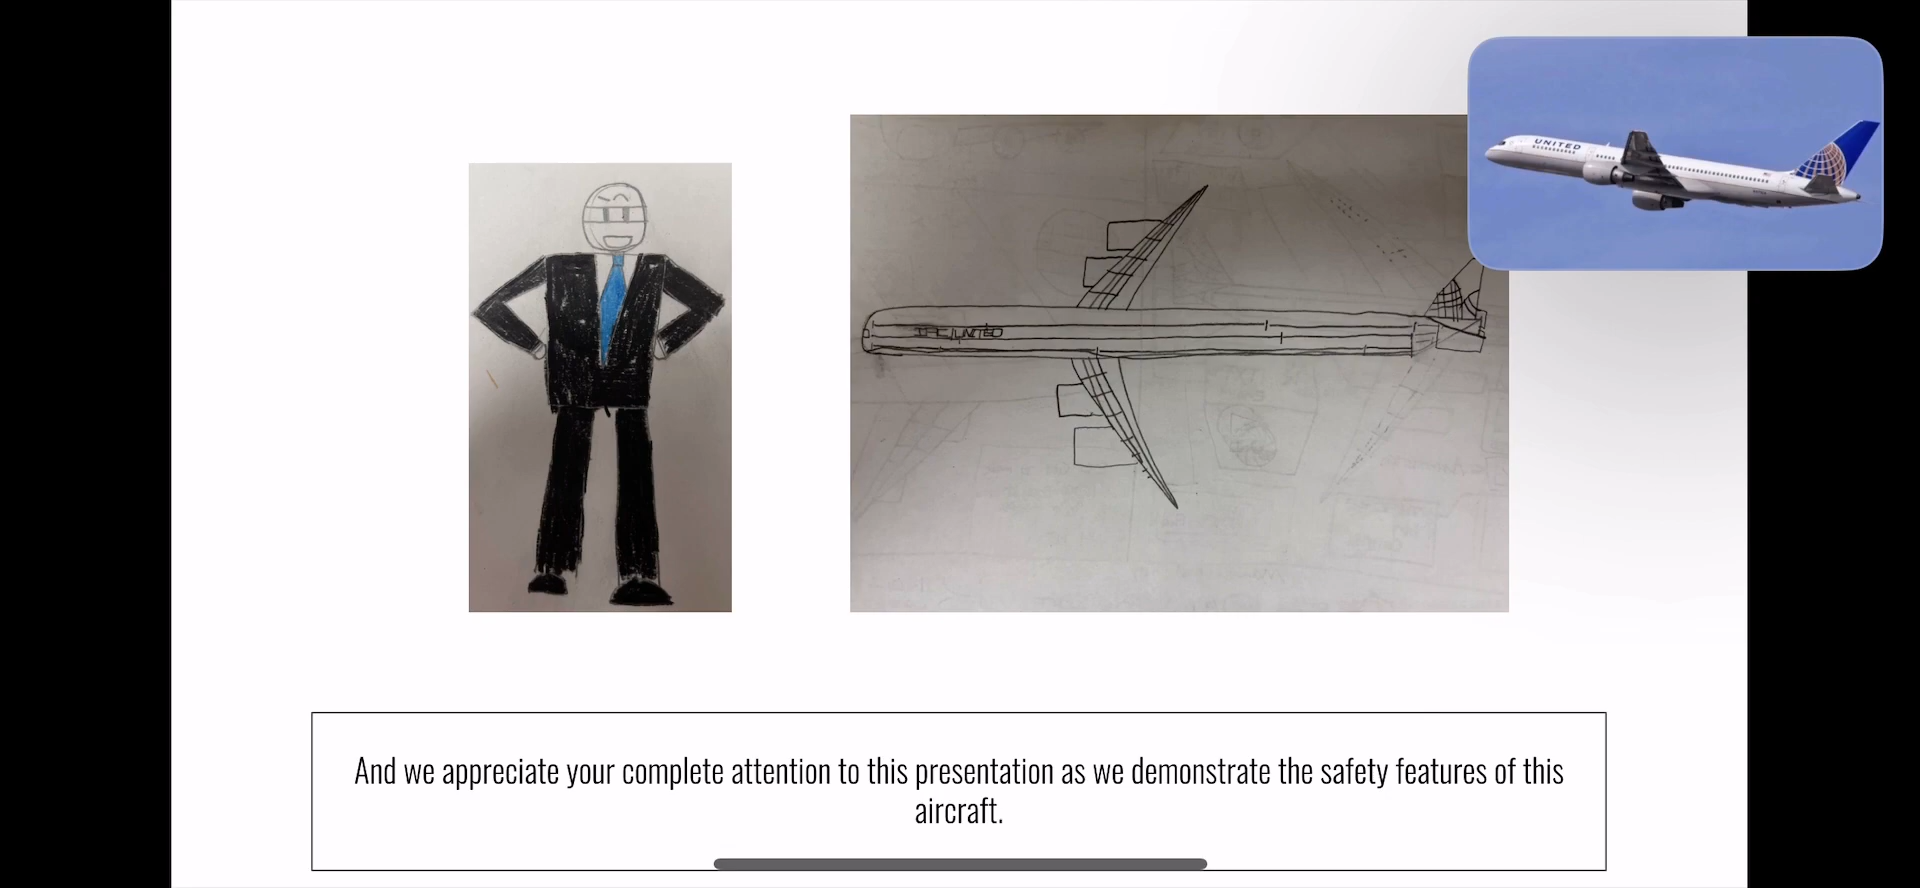 UNITED
And we appreciate your complete attention to this presentation as we demonstrate the safety features of this
aircraft.